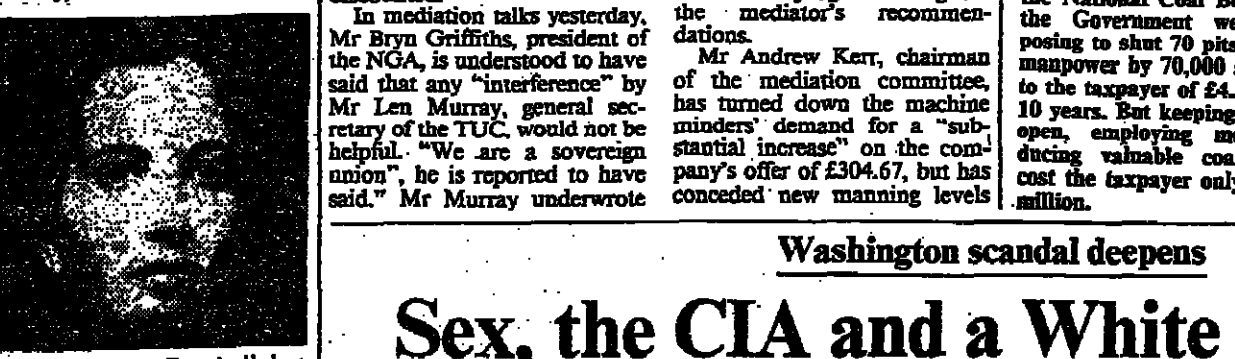 In mediation talks yesterday,
Mr Bryn Griffiths, president of
the NGA, is understood to have
said that any "interference" by
Mr Len Murray, general sec-
retary of the TUC, would not be
helpful. "We are a sovereign
union", he is reported to have
said." Mr Murray underwrote
the mediator's recommen-
dations.
Mr Andrew Kerr, chairman
of the mediation committee,
has turned down the machine
minders' demand for a "sub-
stantial increase" on the com-
pany's offer of £304.67, but has
conceded new manning levels
the Government we
posing to shut 70 pits
manpower by 70,000
to the taxpayer of £4.
10 years. But keeping
open, employing
ducing valuable coa
cost the taxpayer only
million.
Washington scandal deepens
Sex, the CIA and a White